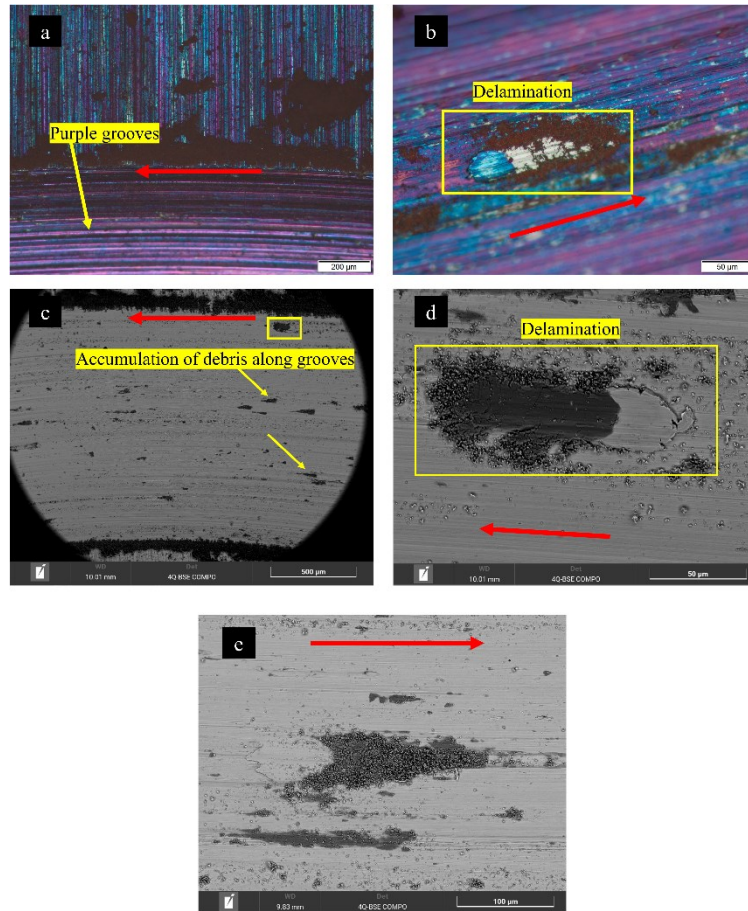 a
Purple grooves
200 µm
b
Delamination
50 µm
c
Accumulation of debris along grooves
WD
10.01 mm
Det
4Q-BSE COMPO
500 µm
d
Delamination
WD
10.01 mm
Det
4Q-BSE COMPO
50 µm
e
WD
9.83 mm
Det
4Q-BSE COMPO
100 µm